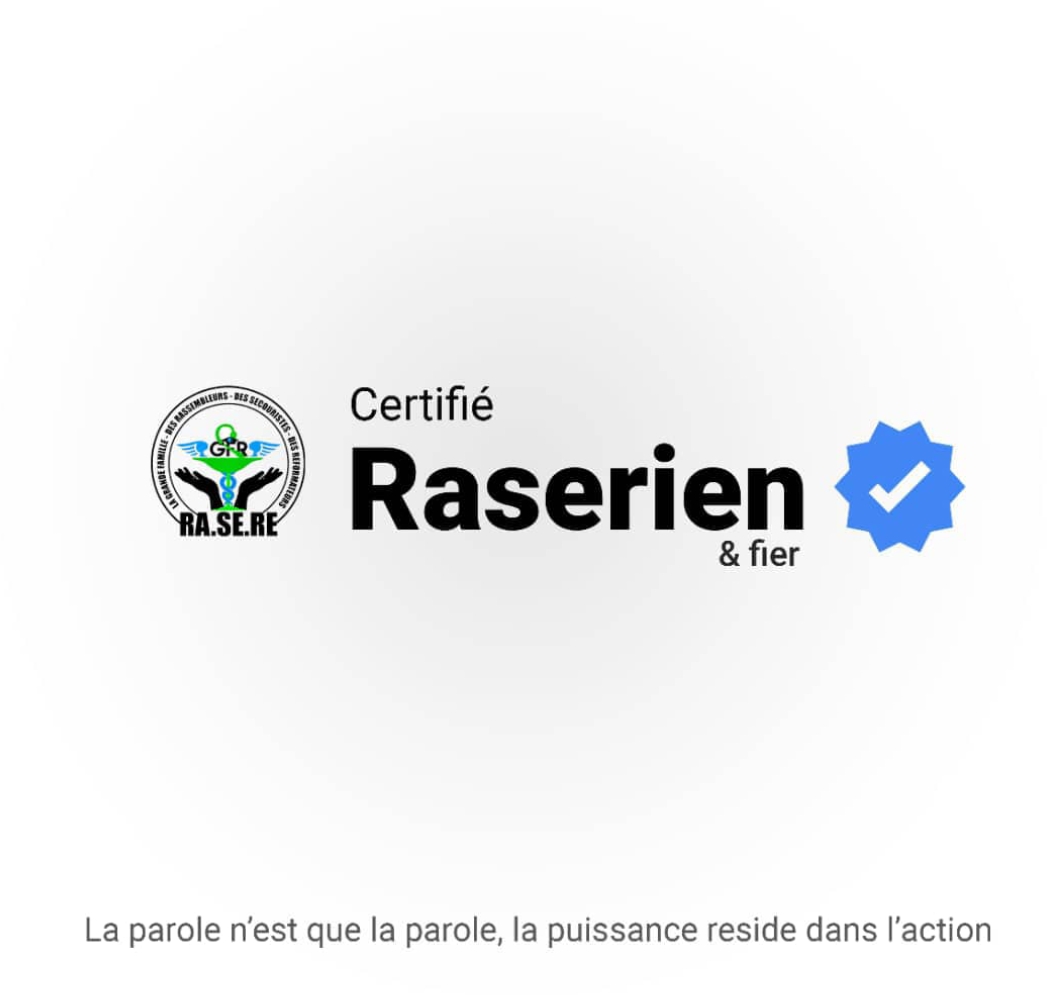 LA GRANDE FAMILLE - DES RASSEMBLEURS - DES SECOURISTES - DES REFORMATEURS
GFR
RA.SE.RE
Certifié
Raserien
& fier
La parole n’est que la parole, la puissance reside dans l’action